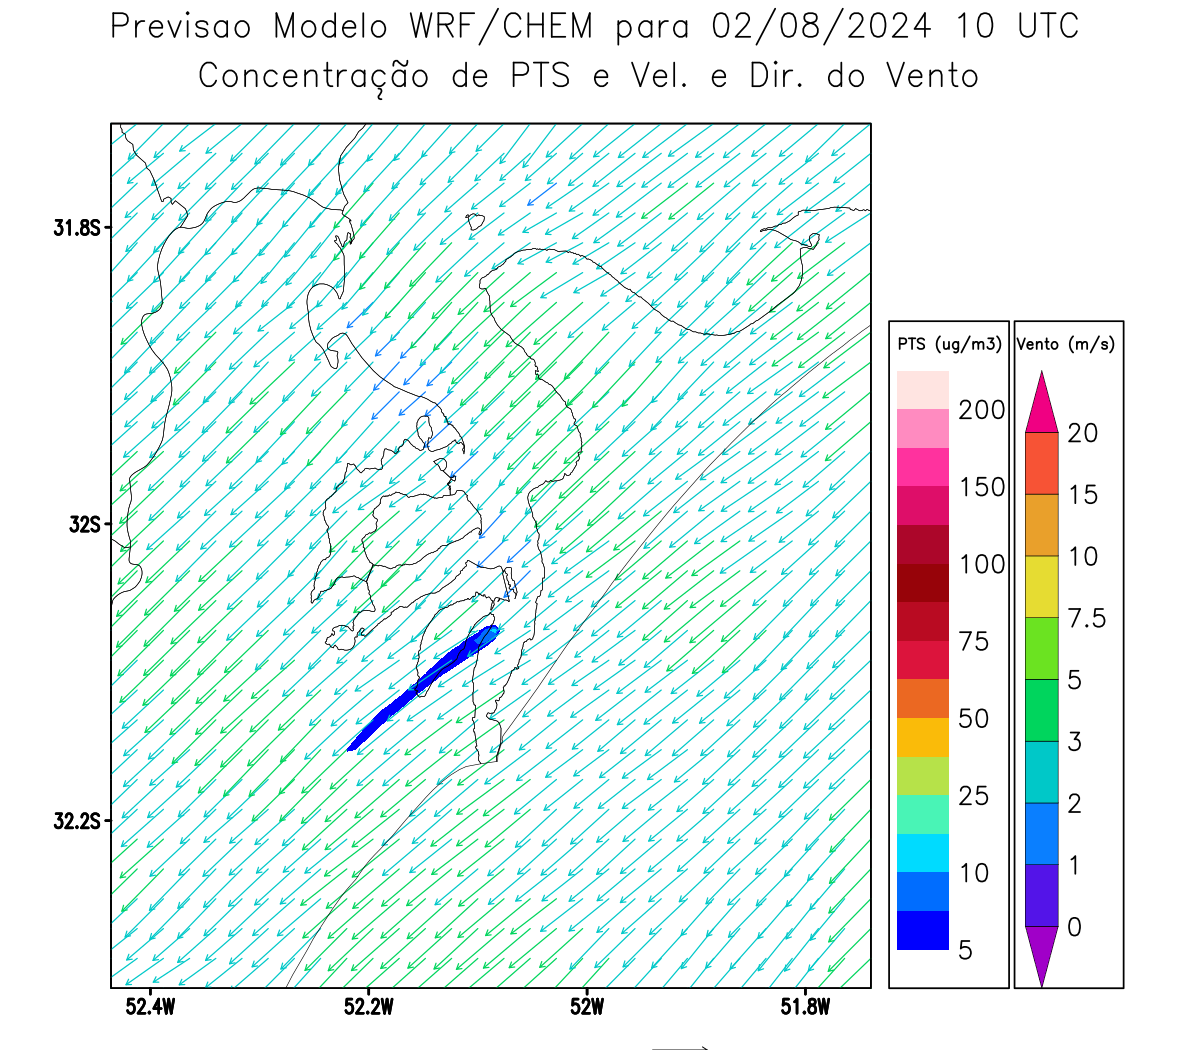 Previsao Modelo WRF/CHEM para 02/08/2024 10 UTC
Concentração de PTS e Vel. e Dir. do Vento
31.8S
32S
32.2S
52.4W
52.2W
52W
51.8W
PTS (ug/m3)
200
150
100
75
50
25
10
5
Vento (m/s)
20
15
10
7.5
5
3
2
1
0